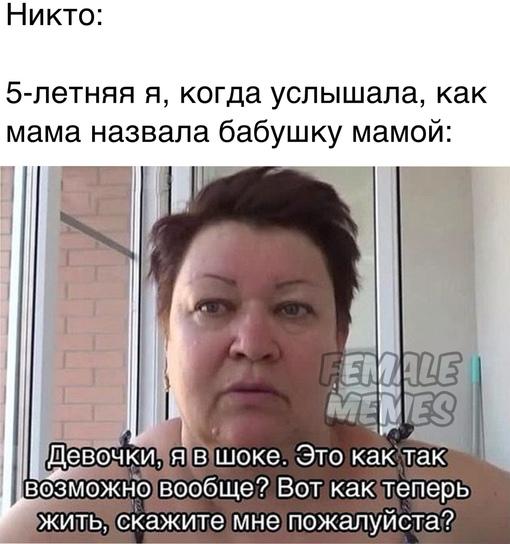 Никто:
5-летняя я, когда услышала, как
мама назвала бабушку мамой:
FEMALE
MEMES
Девочки, я в шоке. Это как так
возможно вообще? Вот как теперь
жить, скажите мне пожалуйста?